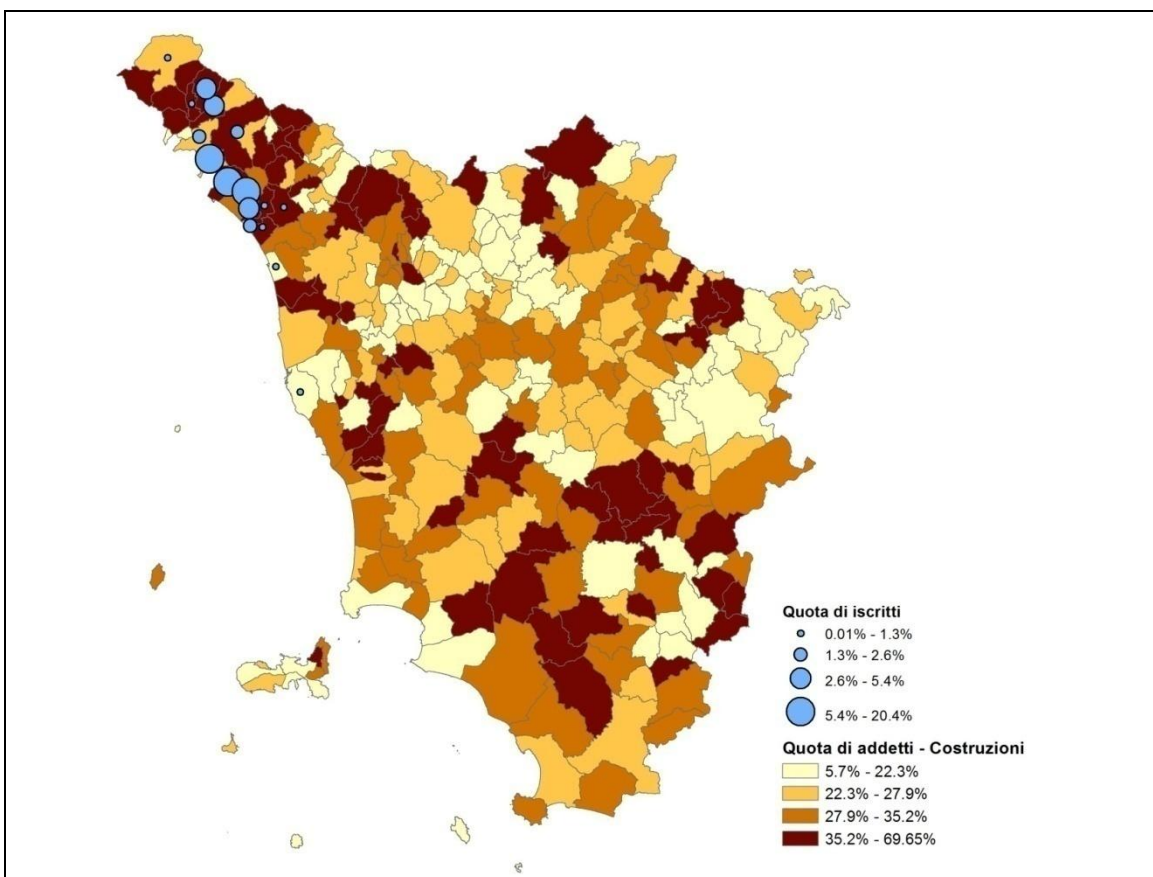 Quota di iscritti
0.01% - 1.3%
1.3% - 2.6%
2.6% - 5.4%
5.4% - 20.4%
Quota di addetti - Costruzioni
5.7% - 22.3%
22.3% - 27.9%
27.9% - 35.2%
35.2% - 69.65%